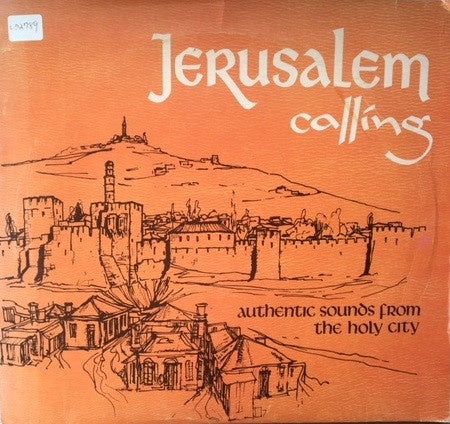 Jerusalem
calling
authentic sounds from
the holy city